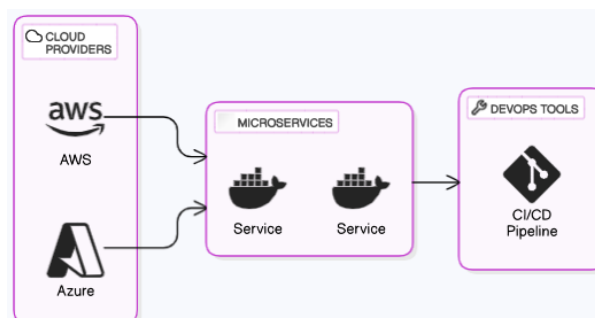 CLOUD
PROVIDERS
aws
AWS
Azure
MICROSERVICES
Service
Service
DEVOPS TOOLS
CI/CD
Pipeline